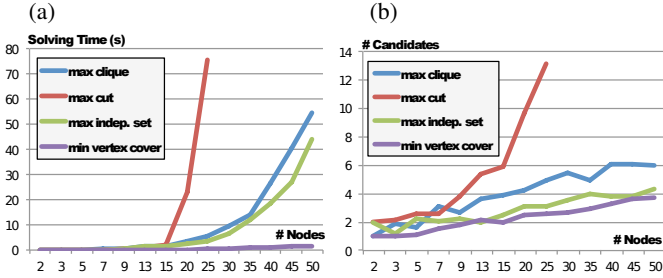 (a)
Solving Time (s)
80
70
60
50
40
30
20
10
0
max clique
max cut
max indep. set
min vertex cover
# Nodes
2 3 5 7 9 13 15 20 25 30 35 40 45 50
(b)
# Candidates
14
12
10
8
6
4
2
0
max clique
max cut
max indep. set
min vertex cover
# Nodes
2 3 5 7 9 13 15 20 25 30 35 40 45 50